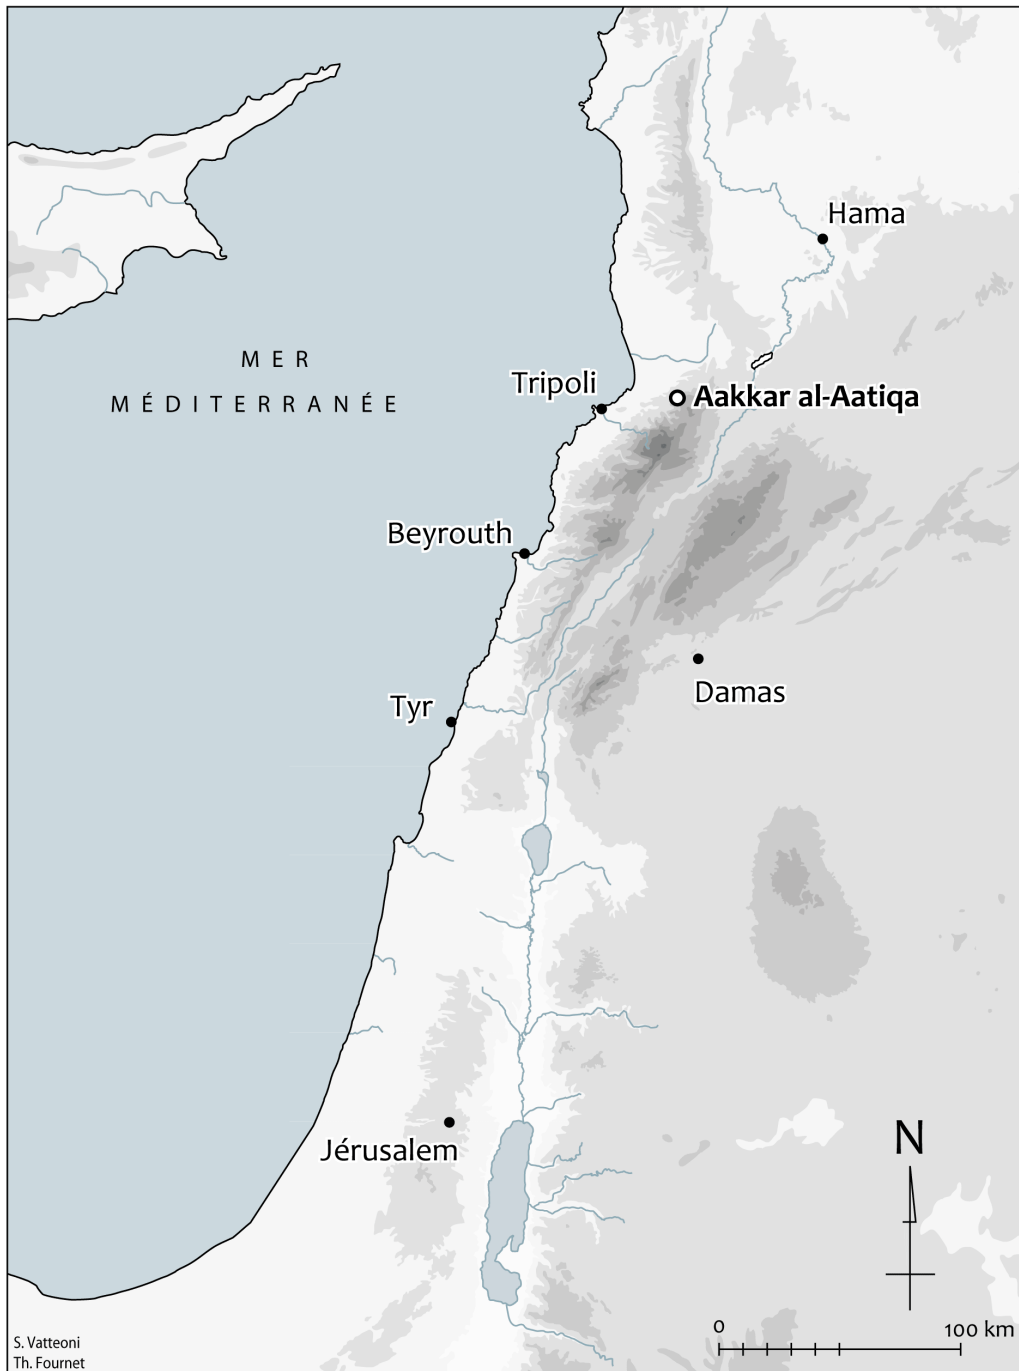 Hama
MER
MÉDITERRANÉE
Tripoli
Aakkar al-Aatiqa
Beyrouth
Damas
Tyr
Jérusalem
N
0
100 km
S. Vatteoni
Th. Fournet